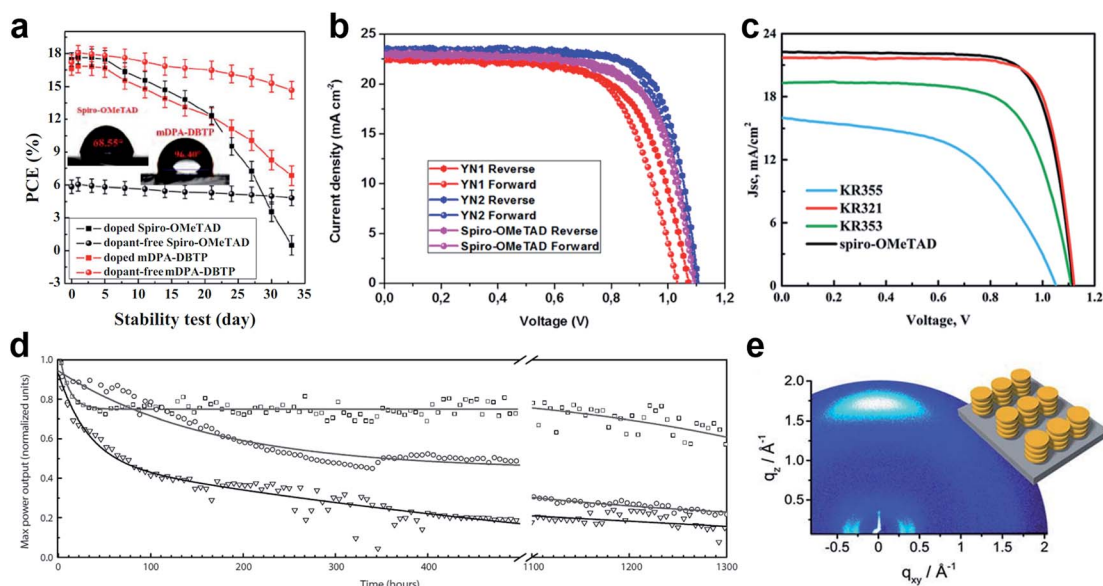 a
18
15
12
9
6
3
0
-3
PCE (%)
Spiro-OMeTAD
mDPA-DBTP
68.55°
96.40°
doped Spiro-OMeTAD
dopant-free Spiro-OMeTAD
doped mDPA-DBTP
dopant-free mDPA-DBTP
0 5 10 15 20 25 30 35
Stability test (day)
b
25
20
15
10
5
0
Current density (mA cm⁻²)
YN1 Reverse
YN1 Forward
YN2 Reverse
YN2 Forward
Spiro-OMeTAD Reverse
Spiro-OMeTAD Forward
0,0 0,2 0,4 0,6 0,8 1,0 1,2
Voltage (V)
c
24
18
12
6
0
Jsc, mA/cm²
KR355
KR321
KR353
spiro-OMeTAD
0.0 0.2 0.4 0.6 0.8 1.0 1.2
Voltage, V
d
1.0
0.8
0.6
0.4
0.2
0.0
Max power output (normalized units)
0 100 200 300 400 1100 1200 1300
Time (hours)
e
2.0
1.5
1.0
0.5
q_z / Å⁻¹
-0.5 0 0.5 1 1.5 2
q_xy / Å⁻¹